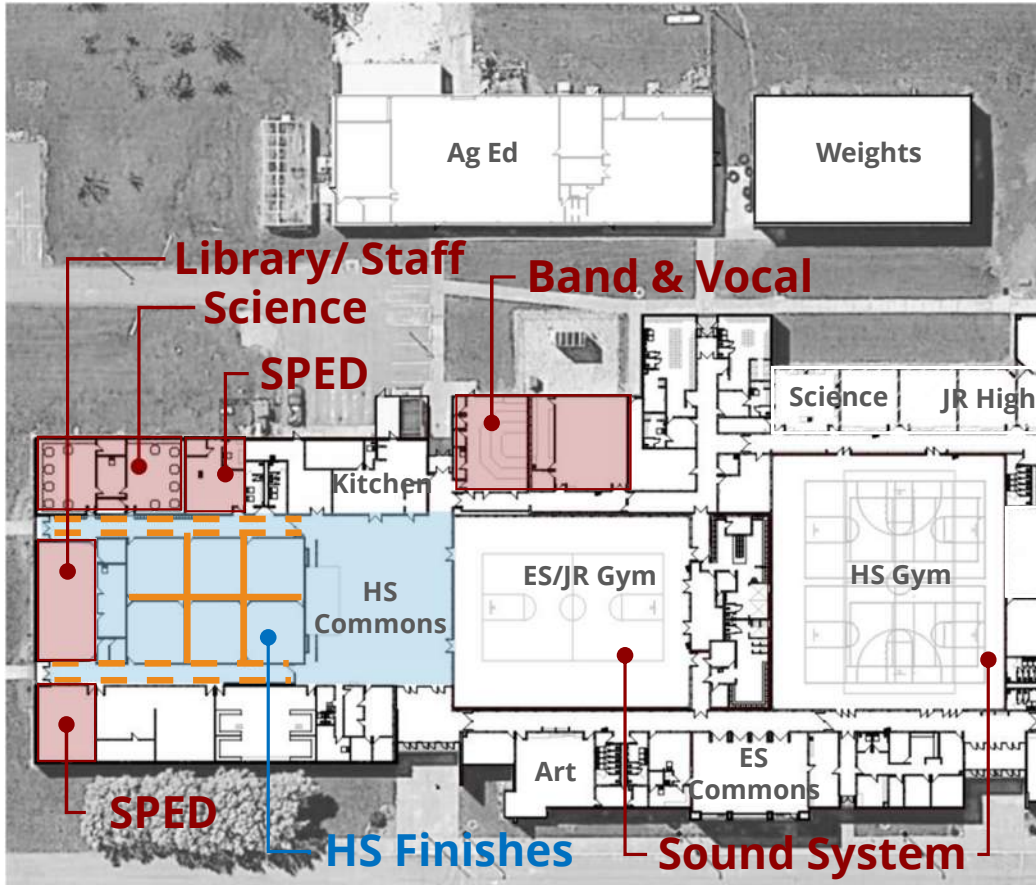 Ag Ed
Weights
Library/ Staff
Band & Vocal
Science
SPED
Science
JR High
Kitchen
ES/JR Gym
HS Gym
HS
Commons
Art
ES
Commons
SPED
HS Finishes
Sound System